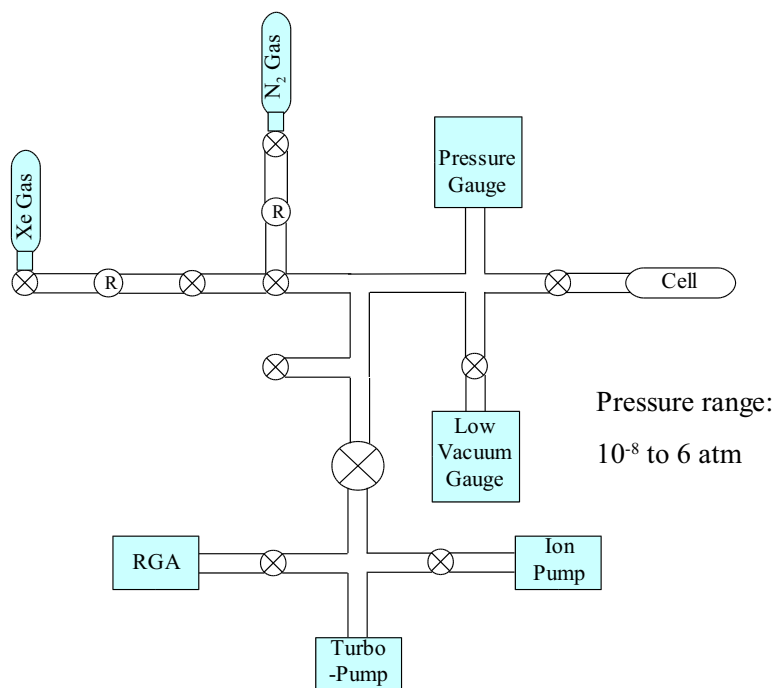 N₂ Gas
Xe Gas
R
R
Pressure
Gauge
Cell
Low
Vacuum
Gauge
Pressure range:
10⁻⁸ to 6 atm
RGA
Ion
Pump
Turbo
-Pump